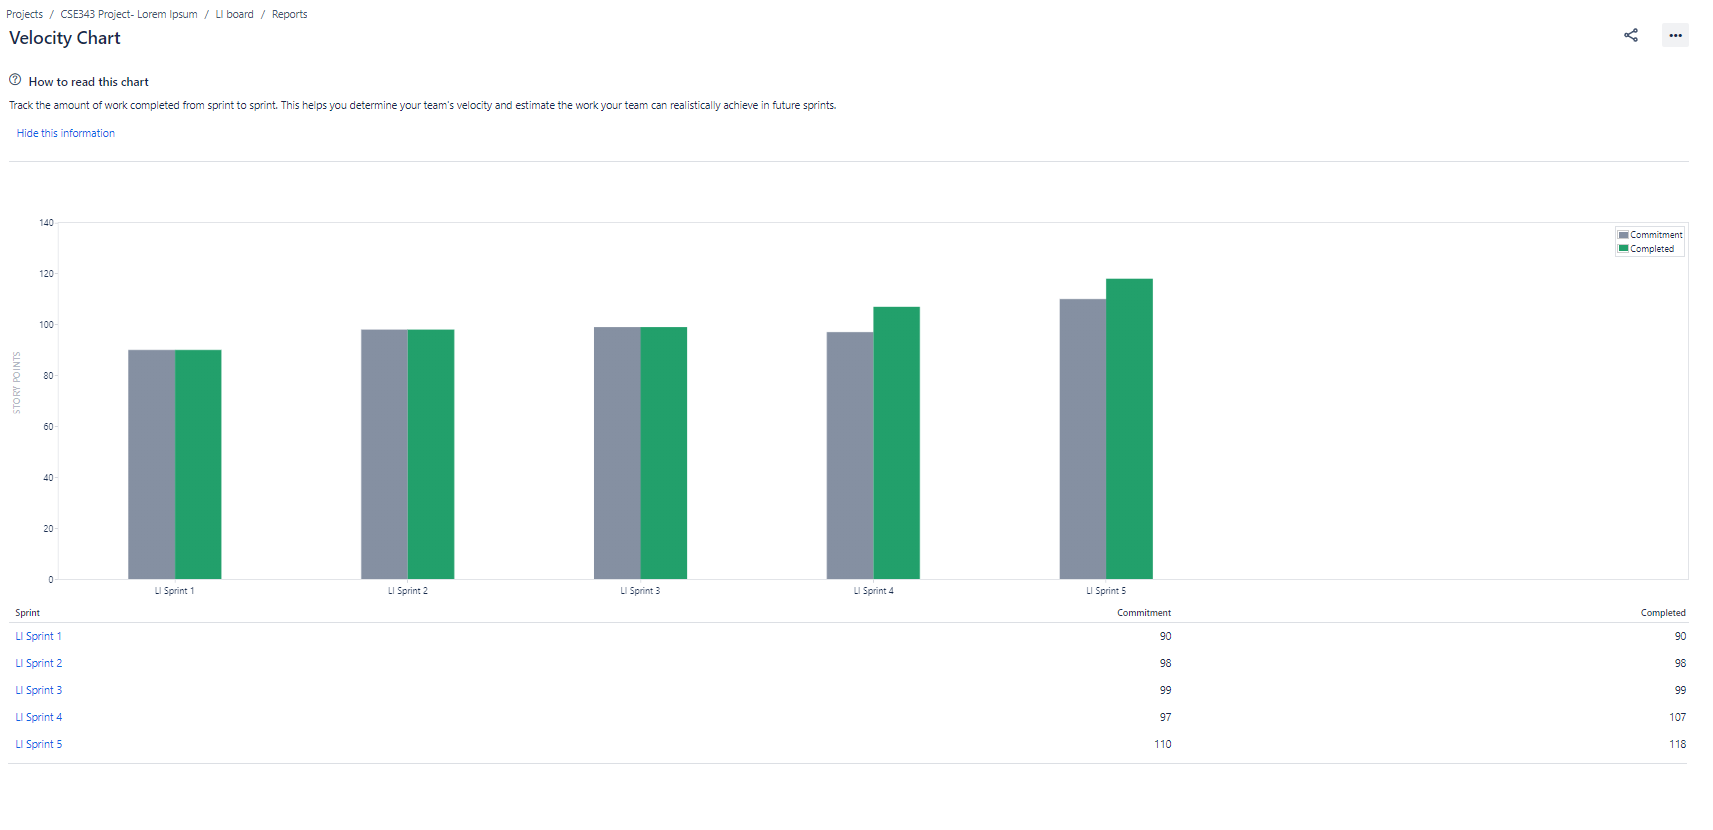 Projects / CSE343 Project- Lorem Ipsum / LI board / Reports
Velocity Chart
How to read this chart
Track the amount of work completed from sprint to sprint. This helps you determine your team's velocity and estimate the work your team can realistically achieve in future sprints.
Hide this information
140
120
100
80
60
40
20
0
STORY POINTS
Commitment
Completed
LI Sprint 1 LI Sprint 2 LI Sprint 3 LI Sprint 4 LI Sprint 5
Sprint Commitment Completed
LI Sprint 1 90 90
LI Sprint 2 98 98
LI Sprint 3 99 99
LI Sprint 4 97 107
LI Sprint 5 110 118